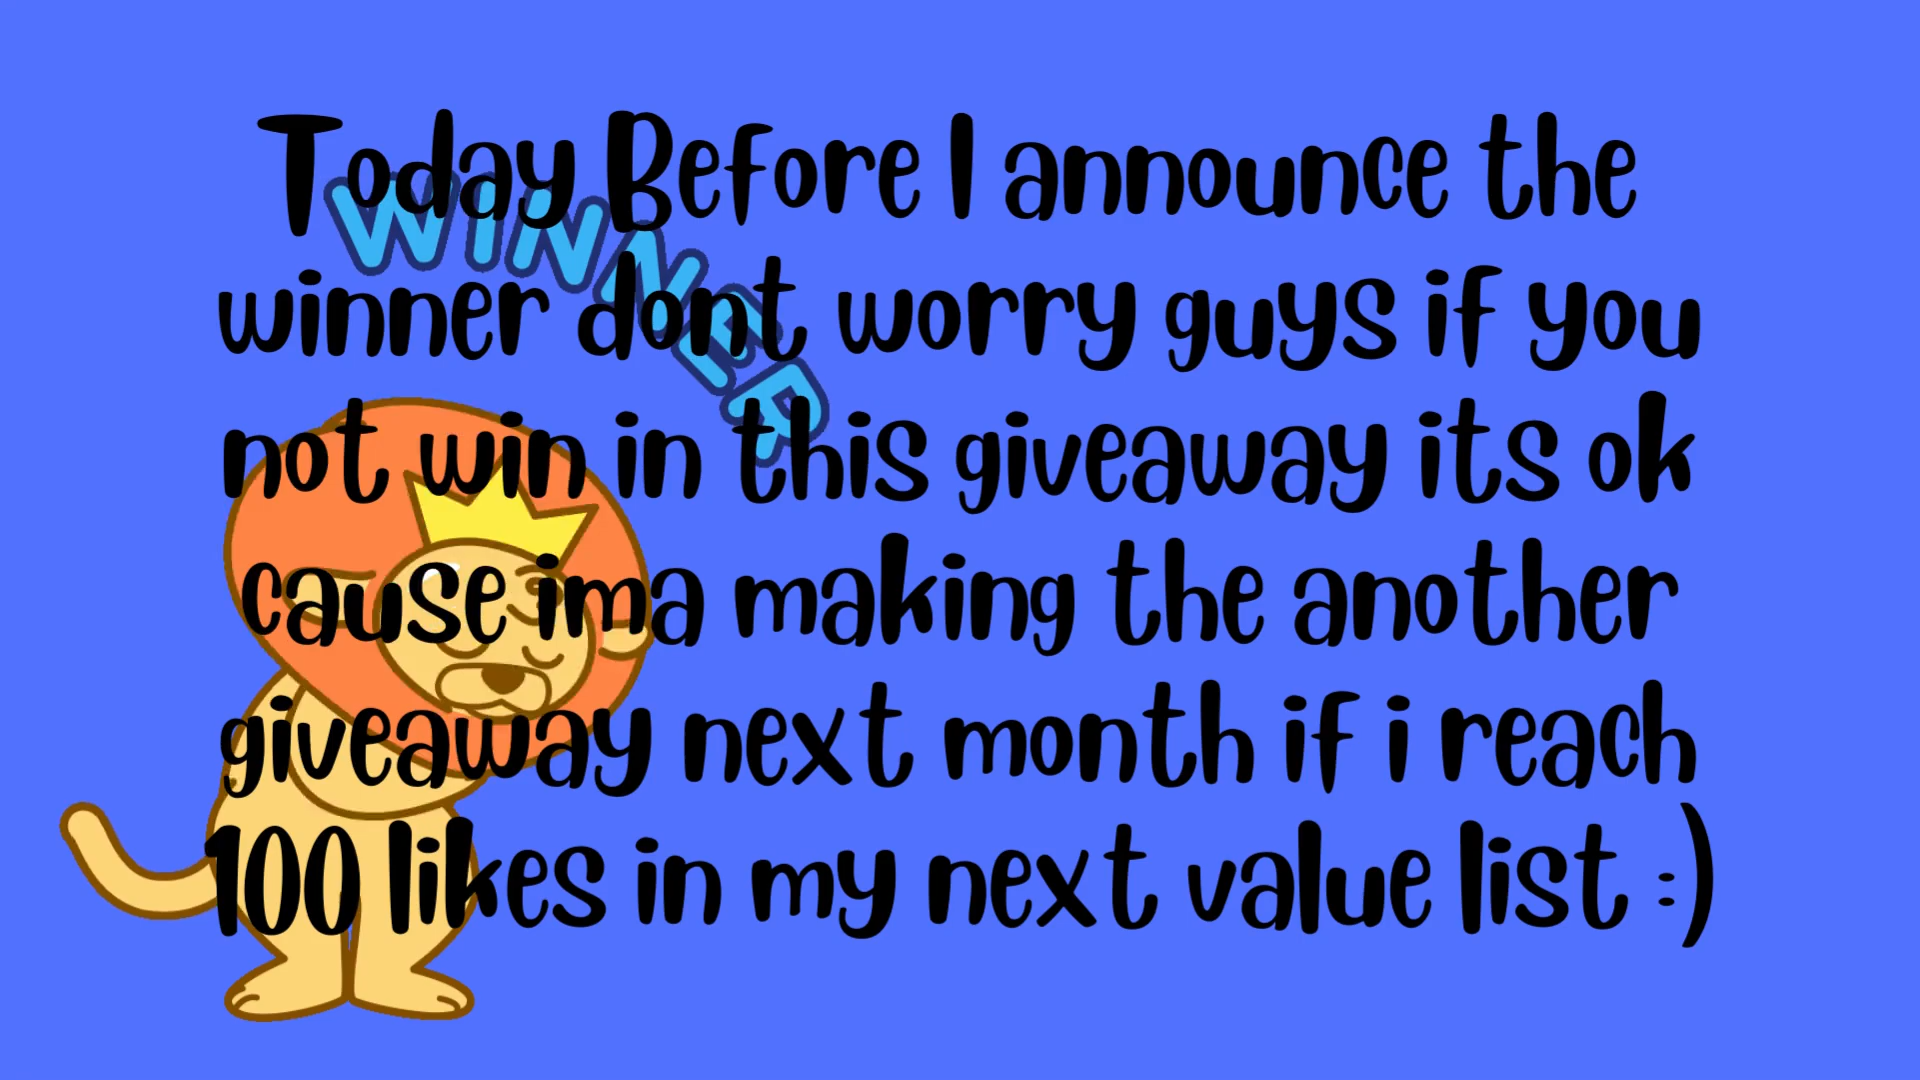 Today Before I announce the
WINNER
winner dont worry guys if you
not win in this giveaway its ok
cause ima making the another
giveaway next month if i reach
100 likes in my next value list :)